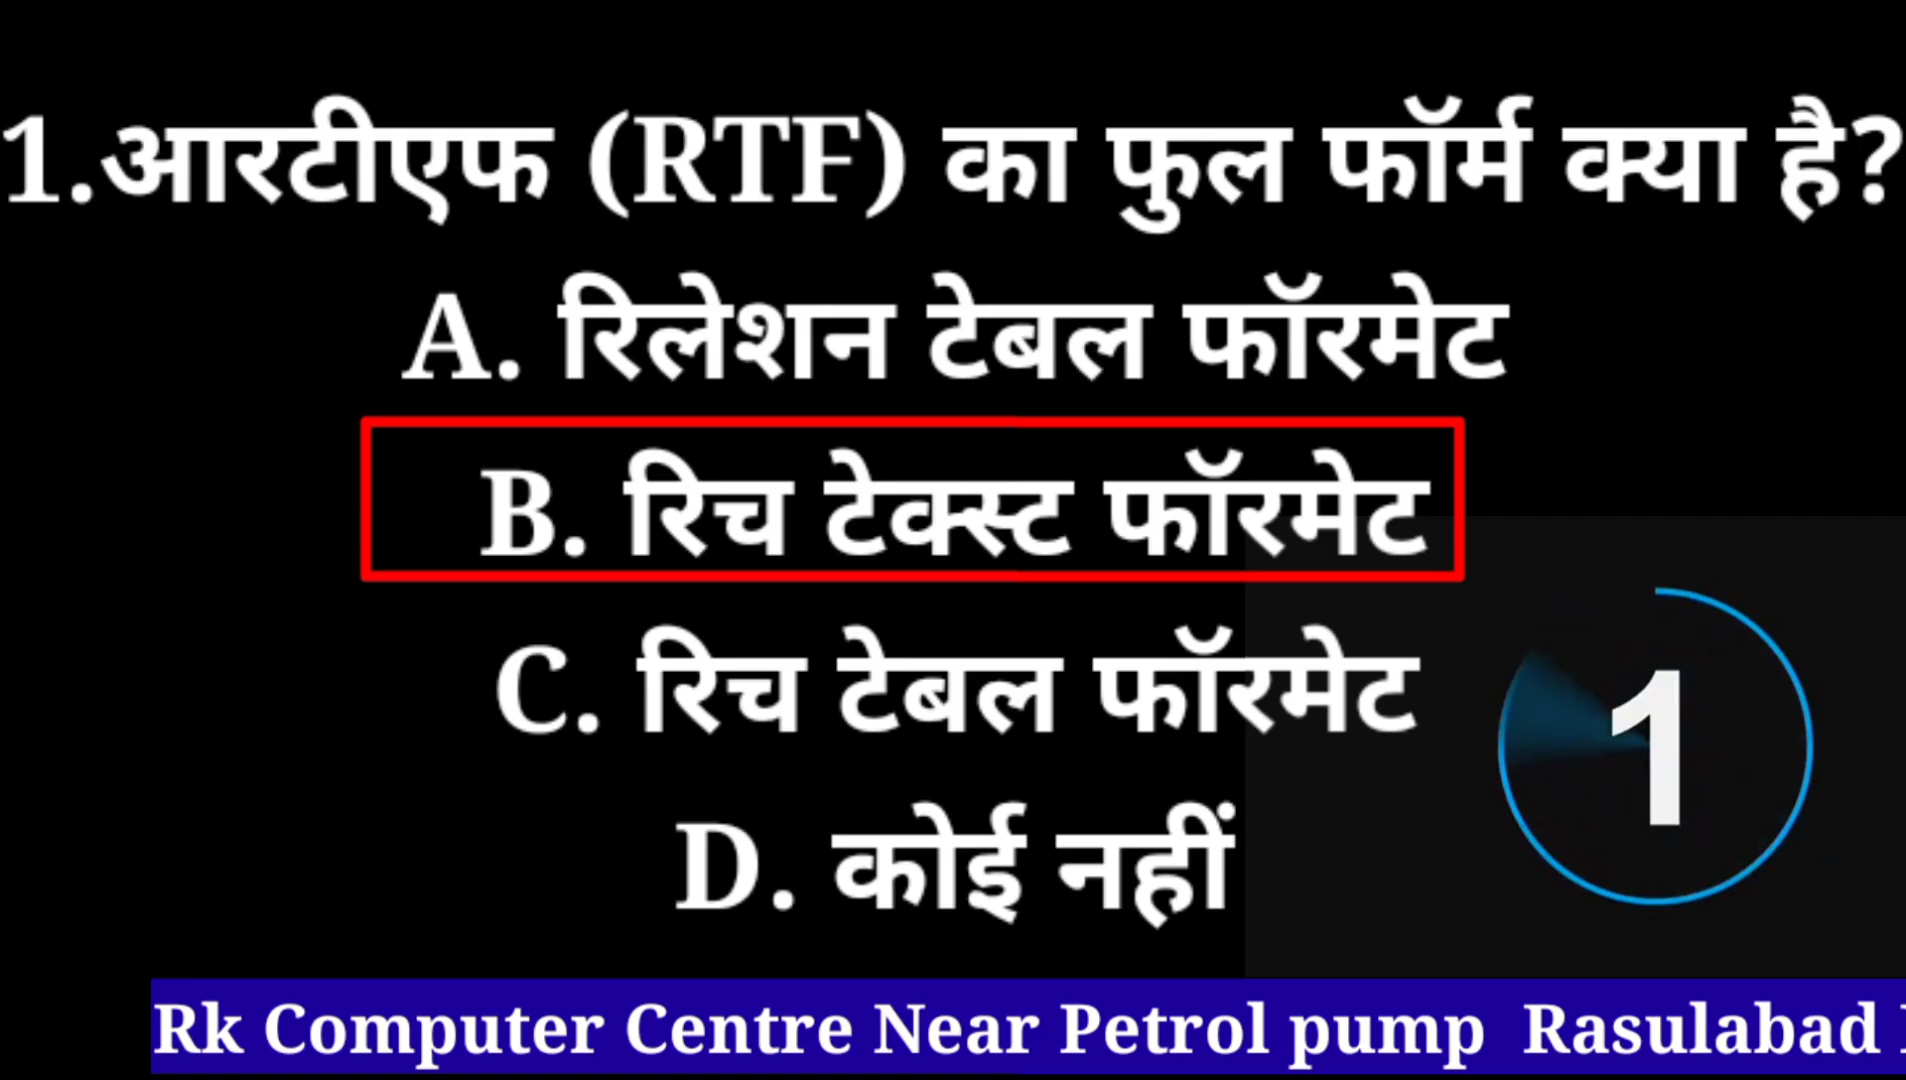 1.आरटीएफ (RTF) का फुल फॉर्म क्या है?
A. रिलेशन टेबल फॉरमेट
B. रिच टेक्स्ट फॉरमेट
C. रिच टेबल फॉरमेट
1
D. कोई नहीं
Rk Computer Centre Near Petrol pump Rasulabad